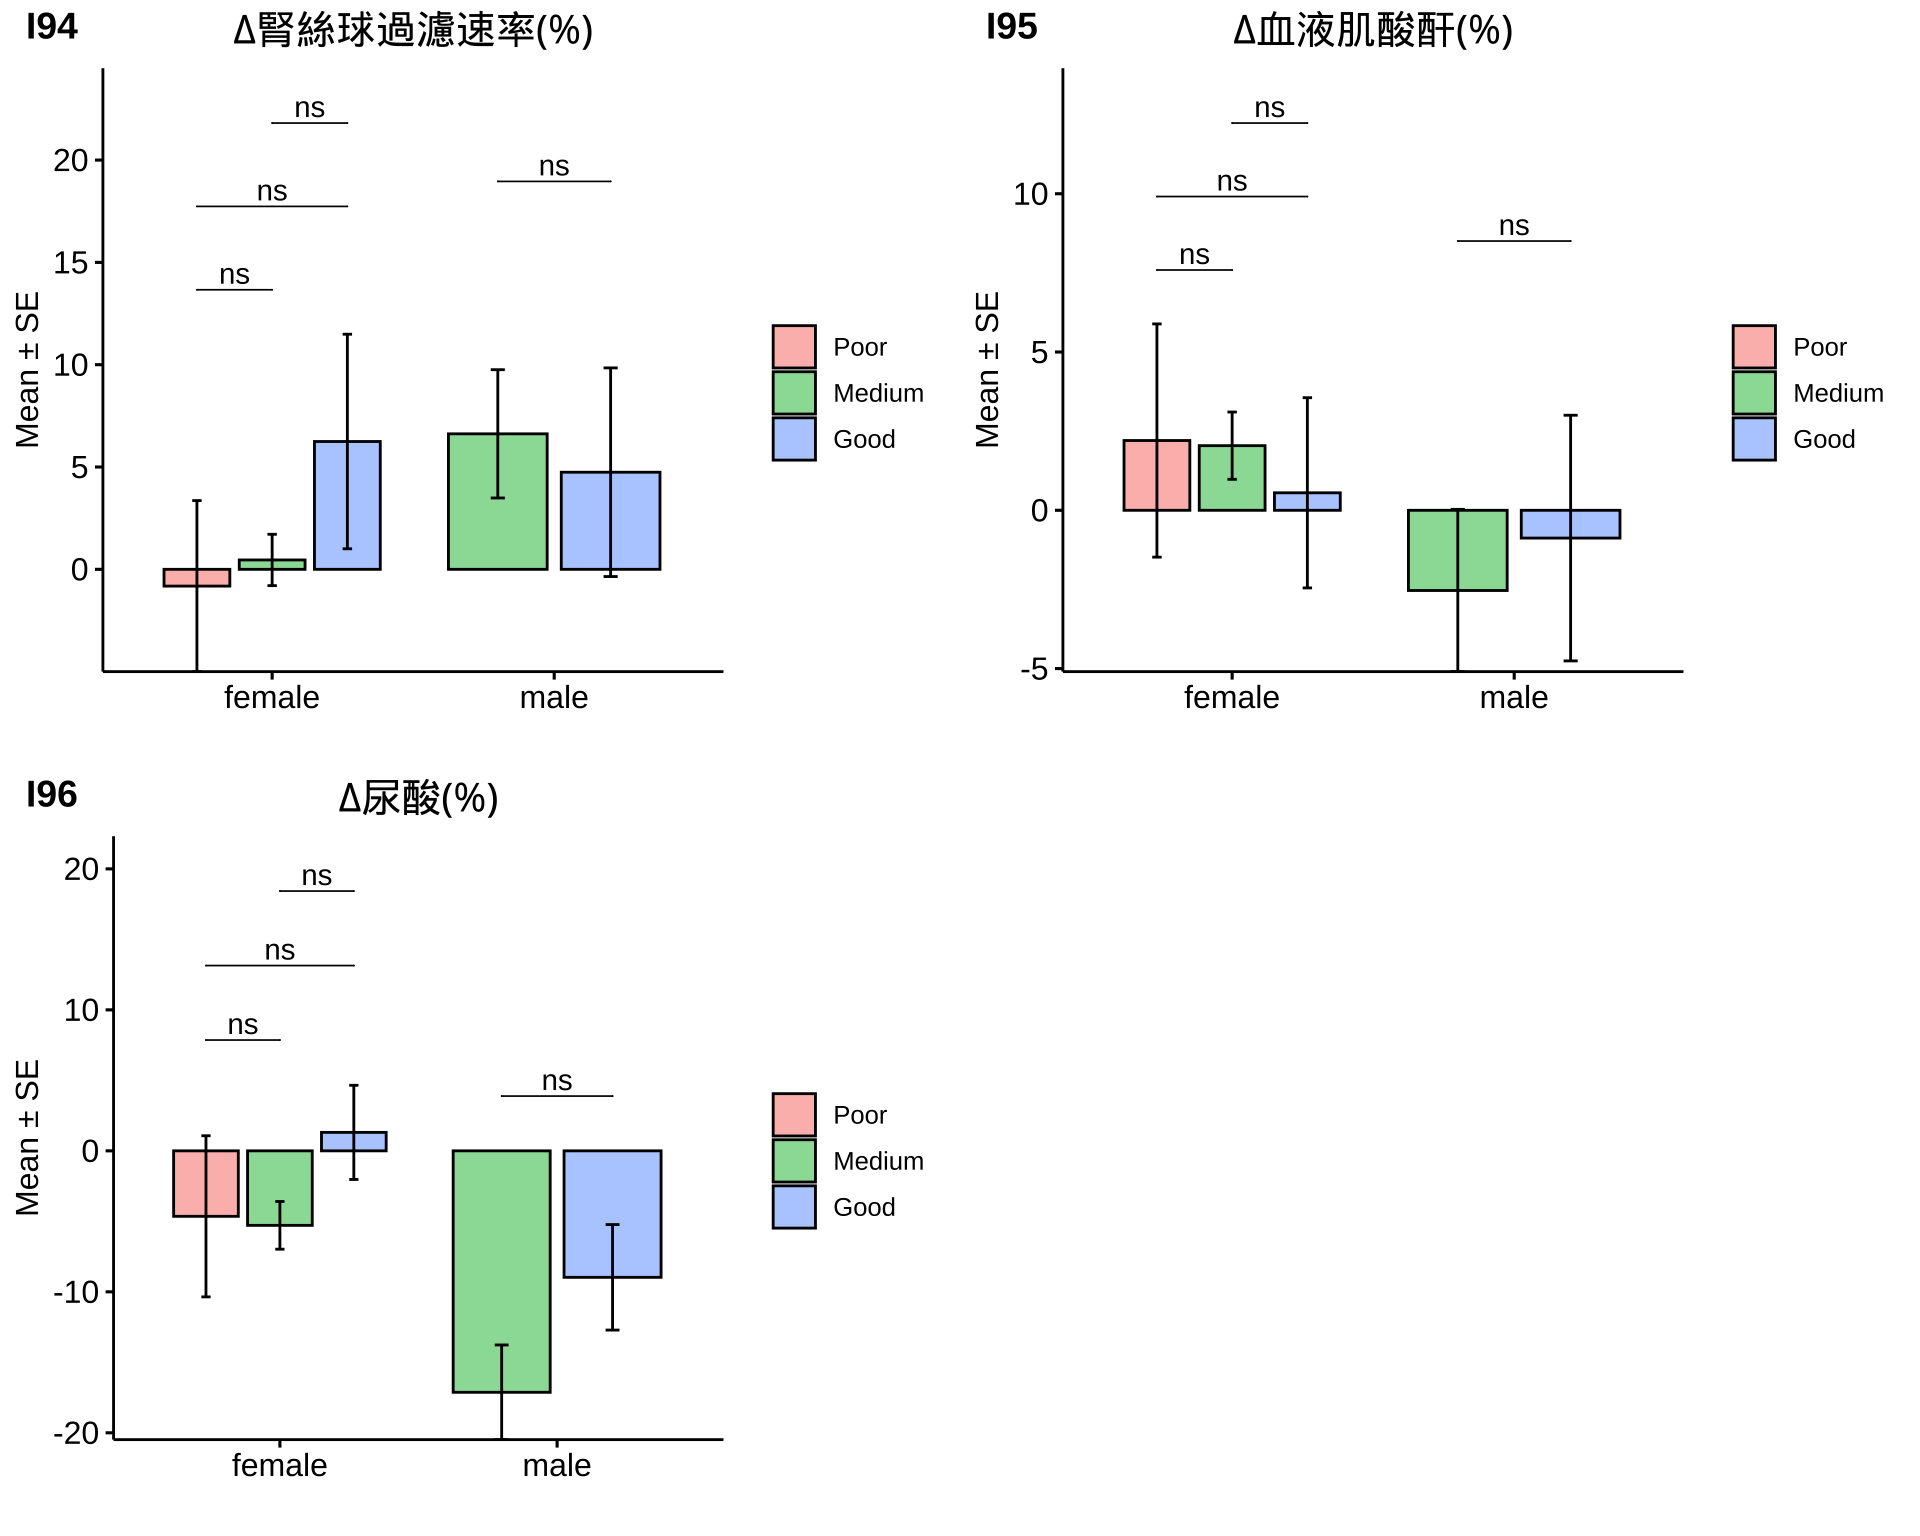 I94
Δ腎絲球過濾速率(%)
ns
ns
ns
ns
20
15
10
5
0
Mean ± SE
female
male
Poor
Medium
Good
I95
Δ血液肌酸酐(%)
ns
ns
ns
ns
10
5
0
-5
Mean ± SE
female
male
Poor
Medium
Good
I96
Δ尿酸(%)
ns
ns
ns
ns
20
10
0
-10
-20
Mean ± SE
female
male
Poor
Medium
Good